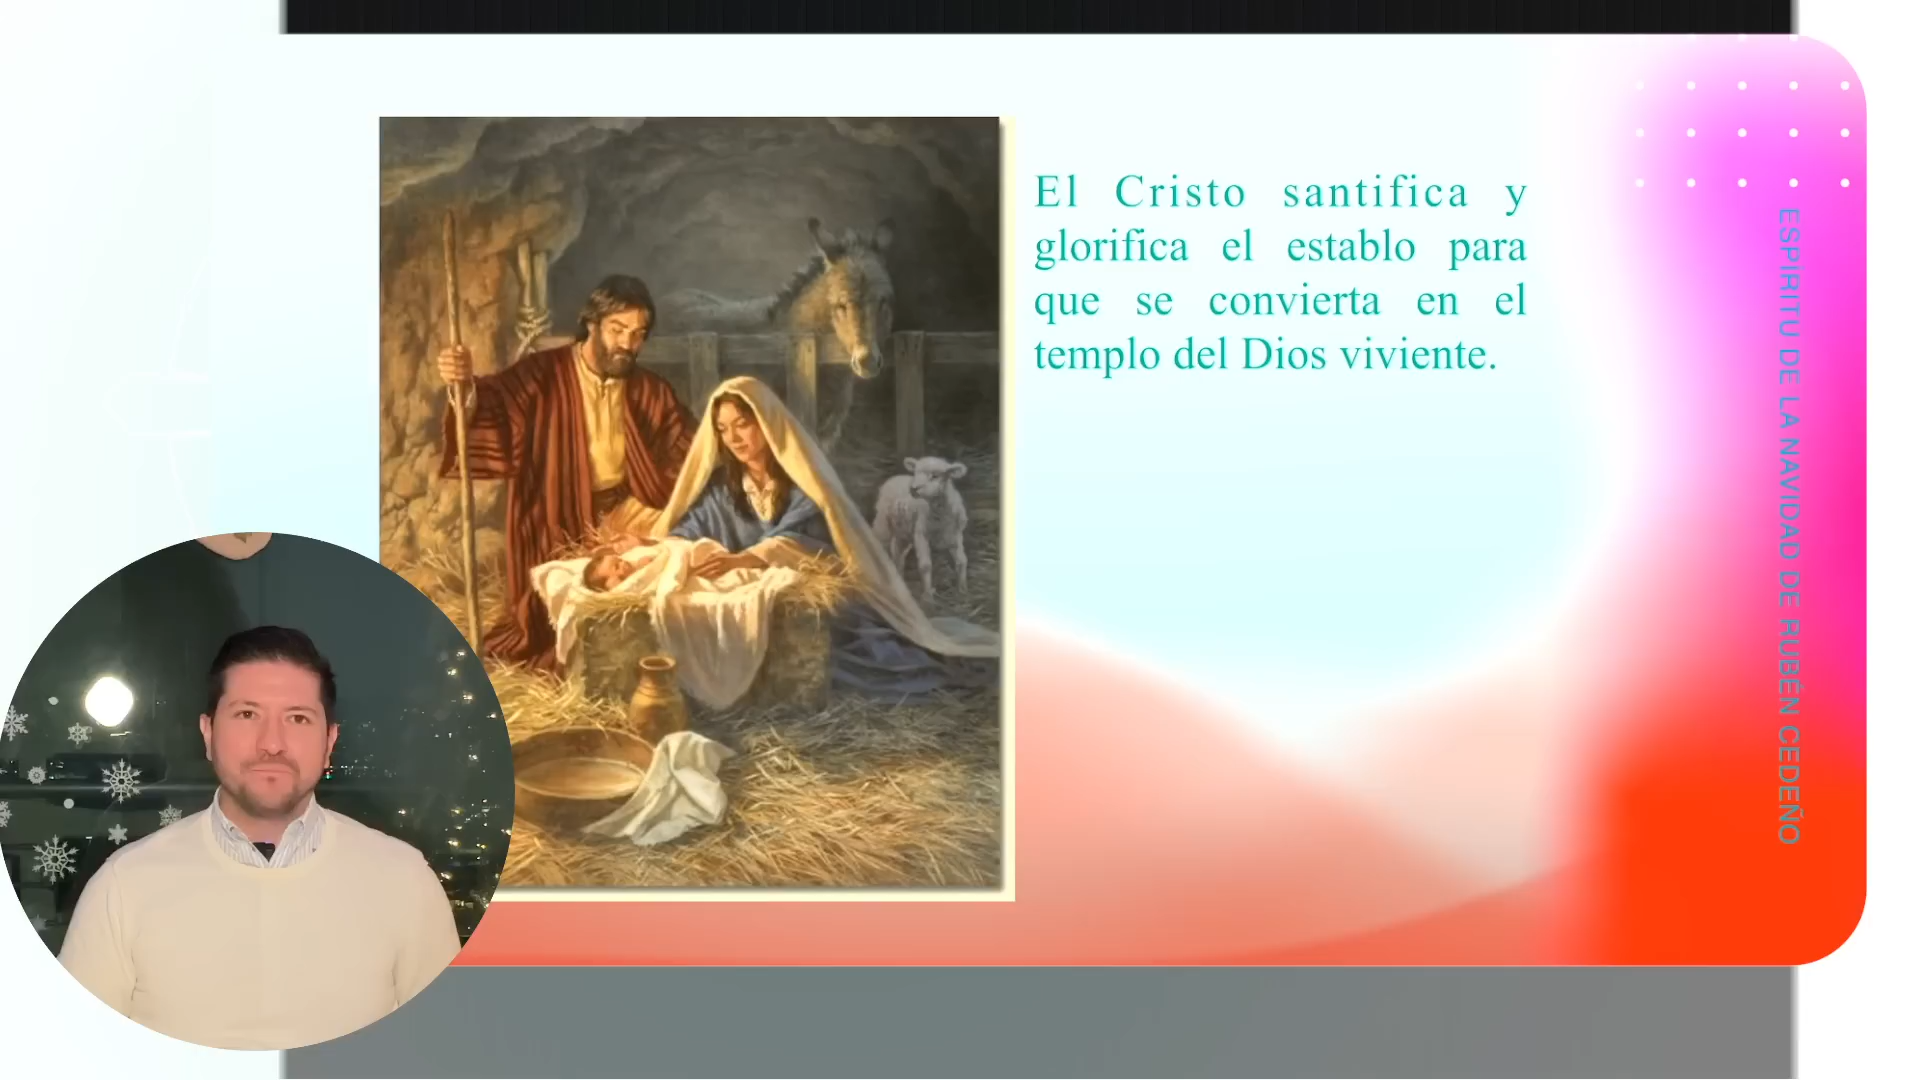 El Cristo santifica y
glorifica el establo para
que se convierta en el
templo del Dios viviente.
ESPIRITU DE LA NAVIDAD DE RUBÉN CEDEÑO